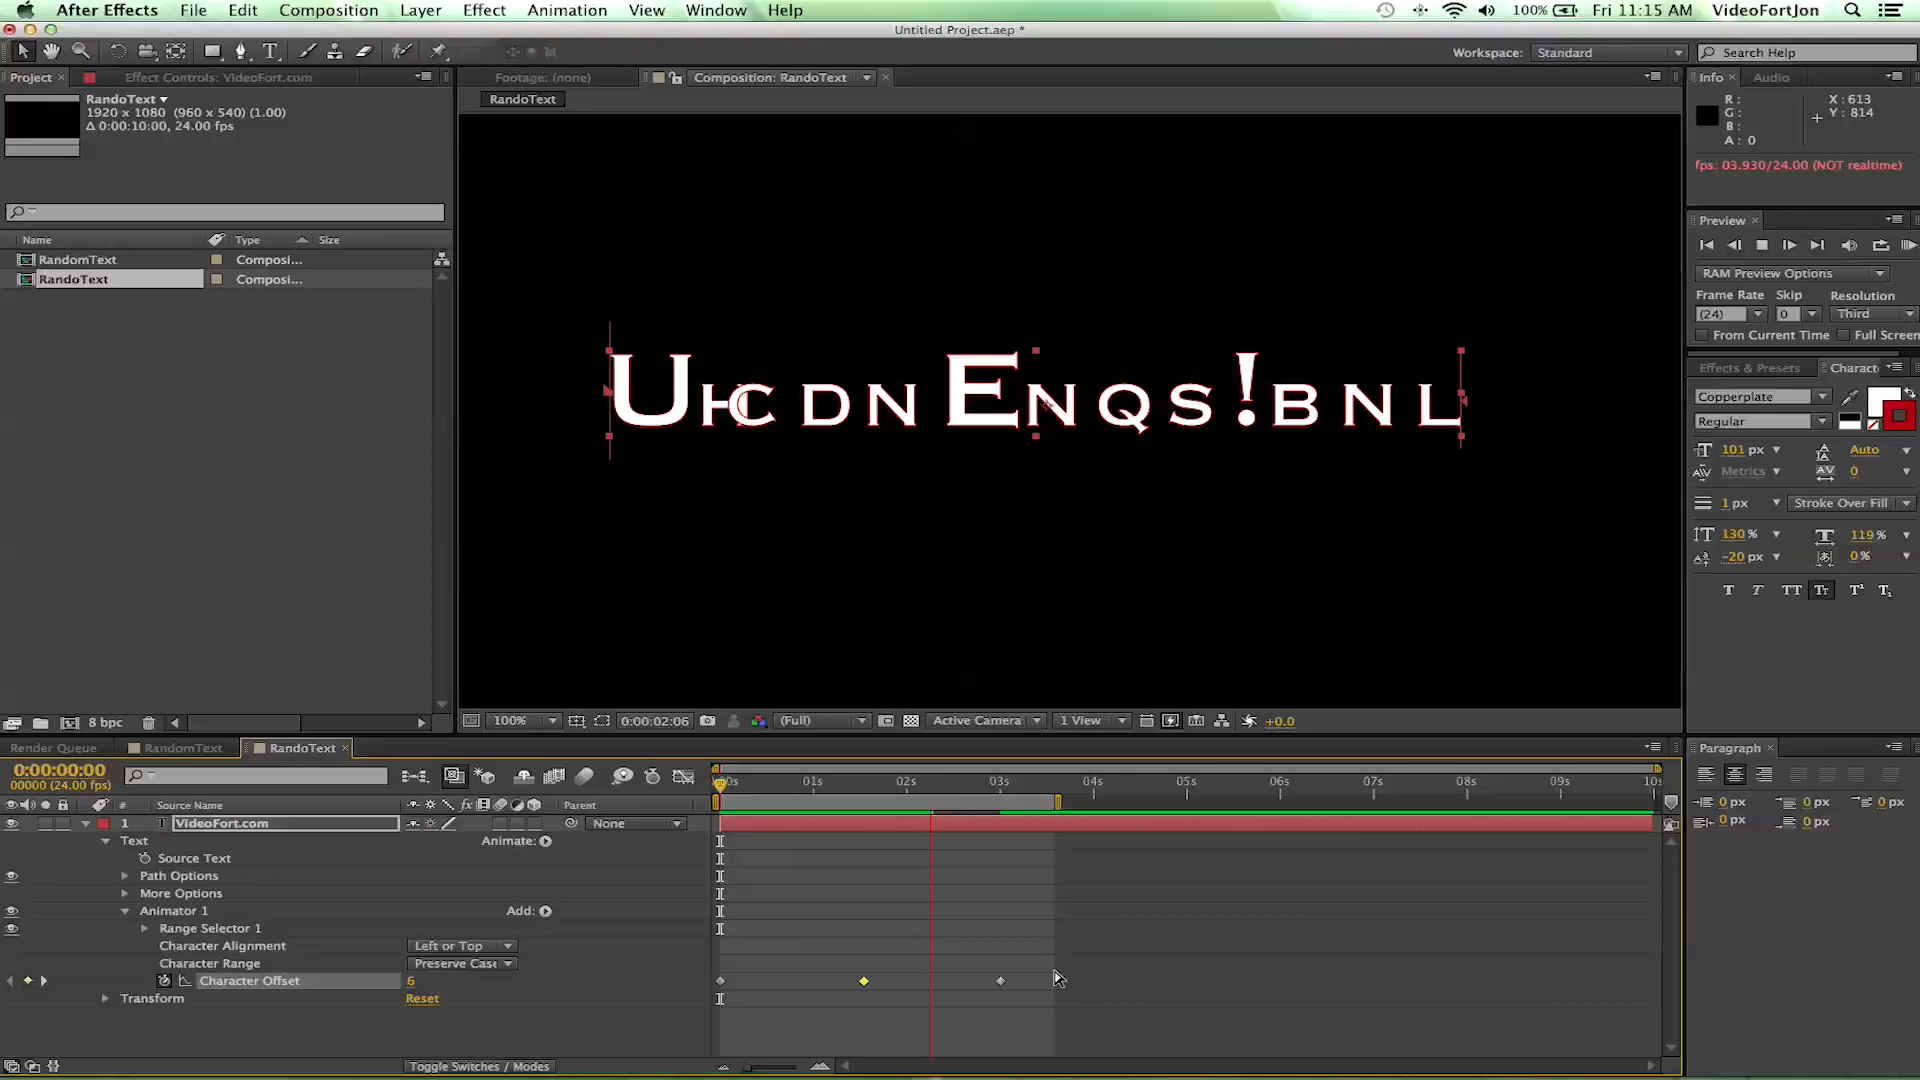 After Effects File Edit Composition Layer Effect Animation View Window Help 100% Fri 11:15 AM VideoFortJon
Untitled Project.aep *
Workspace: Standard Search Help
Project Effect Controls: VideoFort.com Footage: (none) Composition: RandoText Info Audio
RandoText
1920 x 1080 (960 x 540) (1.00)
Δ 0:00:10:00, 24.00 fps
RandoText
R: X: 613
G: Y: 814
B:
A: 0
fps: 03.930/24.00 (NOT realtime)
Preview
Name Type Size
RandomText Composi...
RandoText Composi...
RAM Preview Options
Frame Rate Skip Resolution
(24) 0 Third
From Current Time Full Screen
Effects & Presets Charact
Copperplate
Regular
101 px Auto
Metrics 0
1 px Stroke Over Fill
130 % 119 %
-20 px 0 %
T T TT Tr T¹ T₁
UHCDNENQS!BNL
8 bpc 100% 0:00:02:06 (Full) Active Camera 1 View +0.0
Render Queue RandomText RandoText Paragraph
0:00:00:00
00000 (24.00 fps)
00s 01s 02s 03s 04s 05s 06s 07s 08s 09s 10s
# Source Name fx Parent
1 T VideoFort.com None
0 px 0 px 0 px
0 px 0 px
Text Animate:
Source Text
Path Options
More Options
Animator 1 Add:
Range Selector 1
Character Alignment Left or Top
Character Range Preserve Case
Character Offset 6
Transform Reset
Toggle Switches / Modes